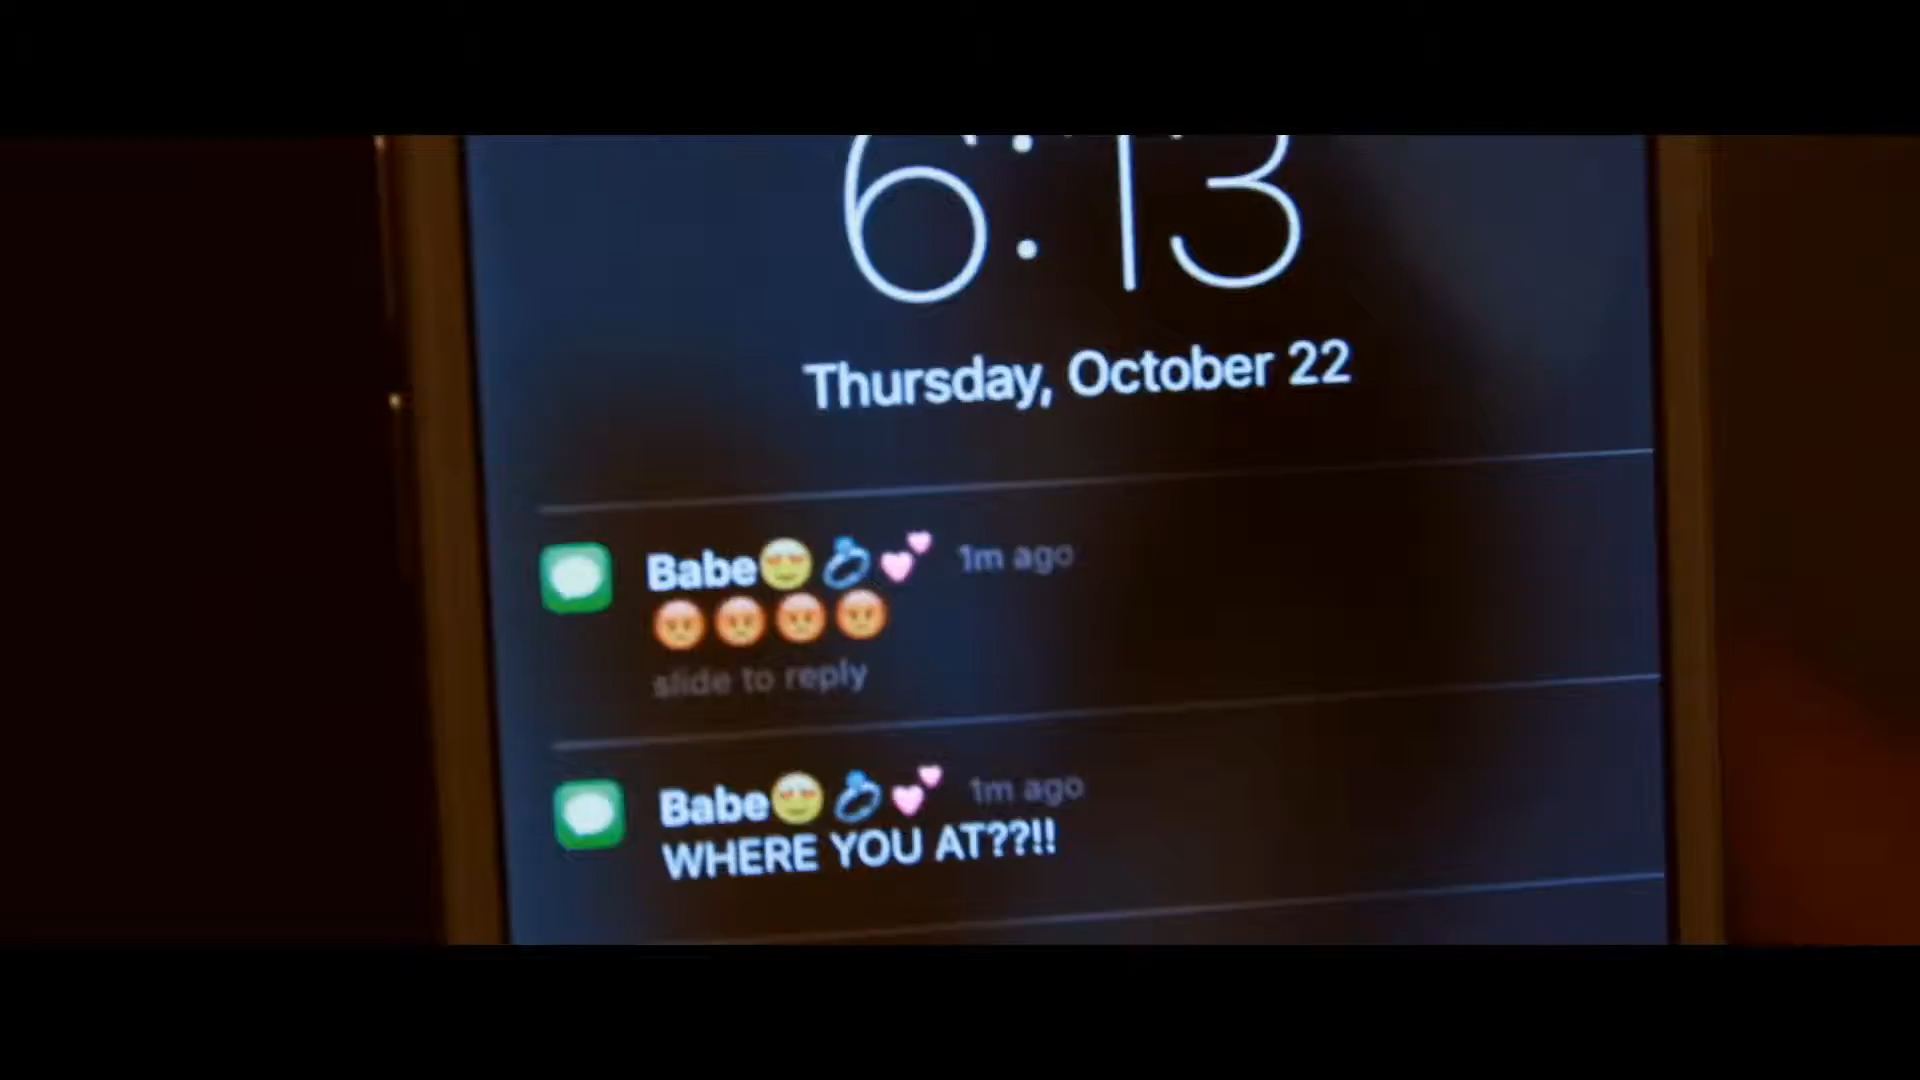 6:13
Thursday, October 22
Babe😍💍💕 1m ago
😡😡😡😡
slide to reply
Babe😍💍💕 1m ago
WHERE YOU AT??!!